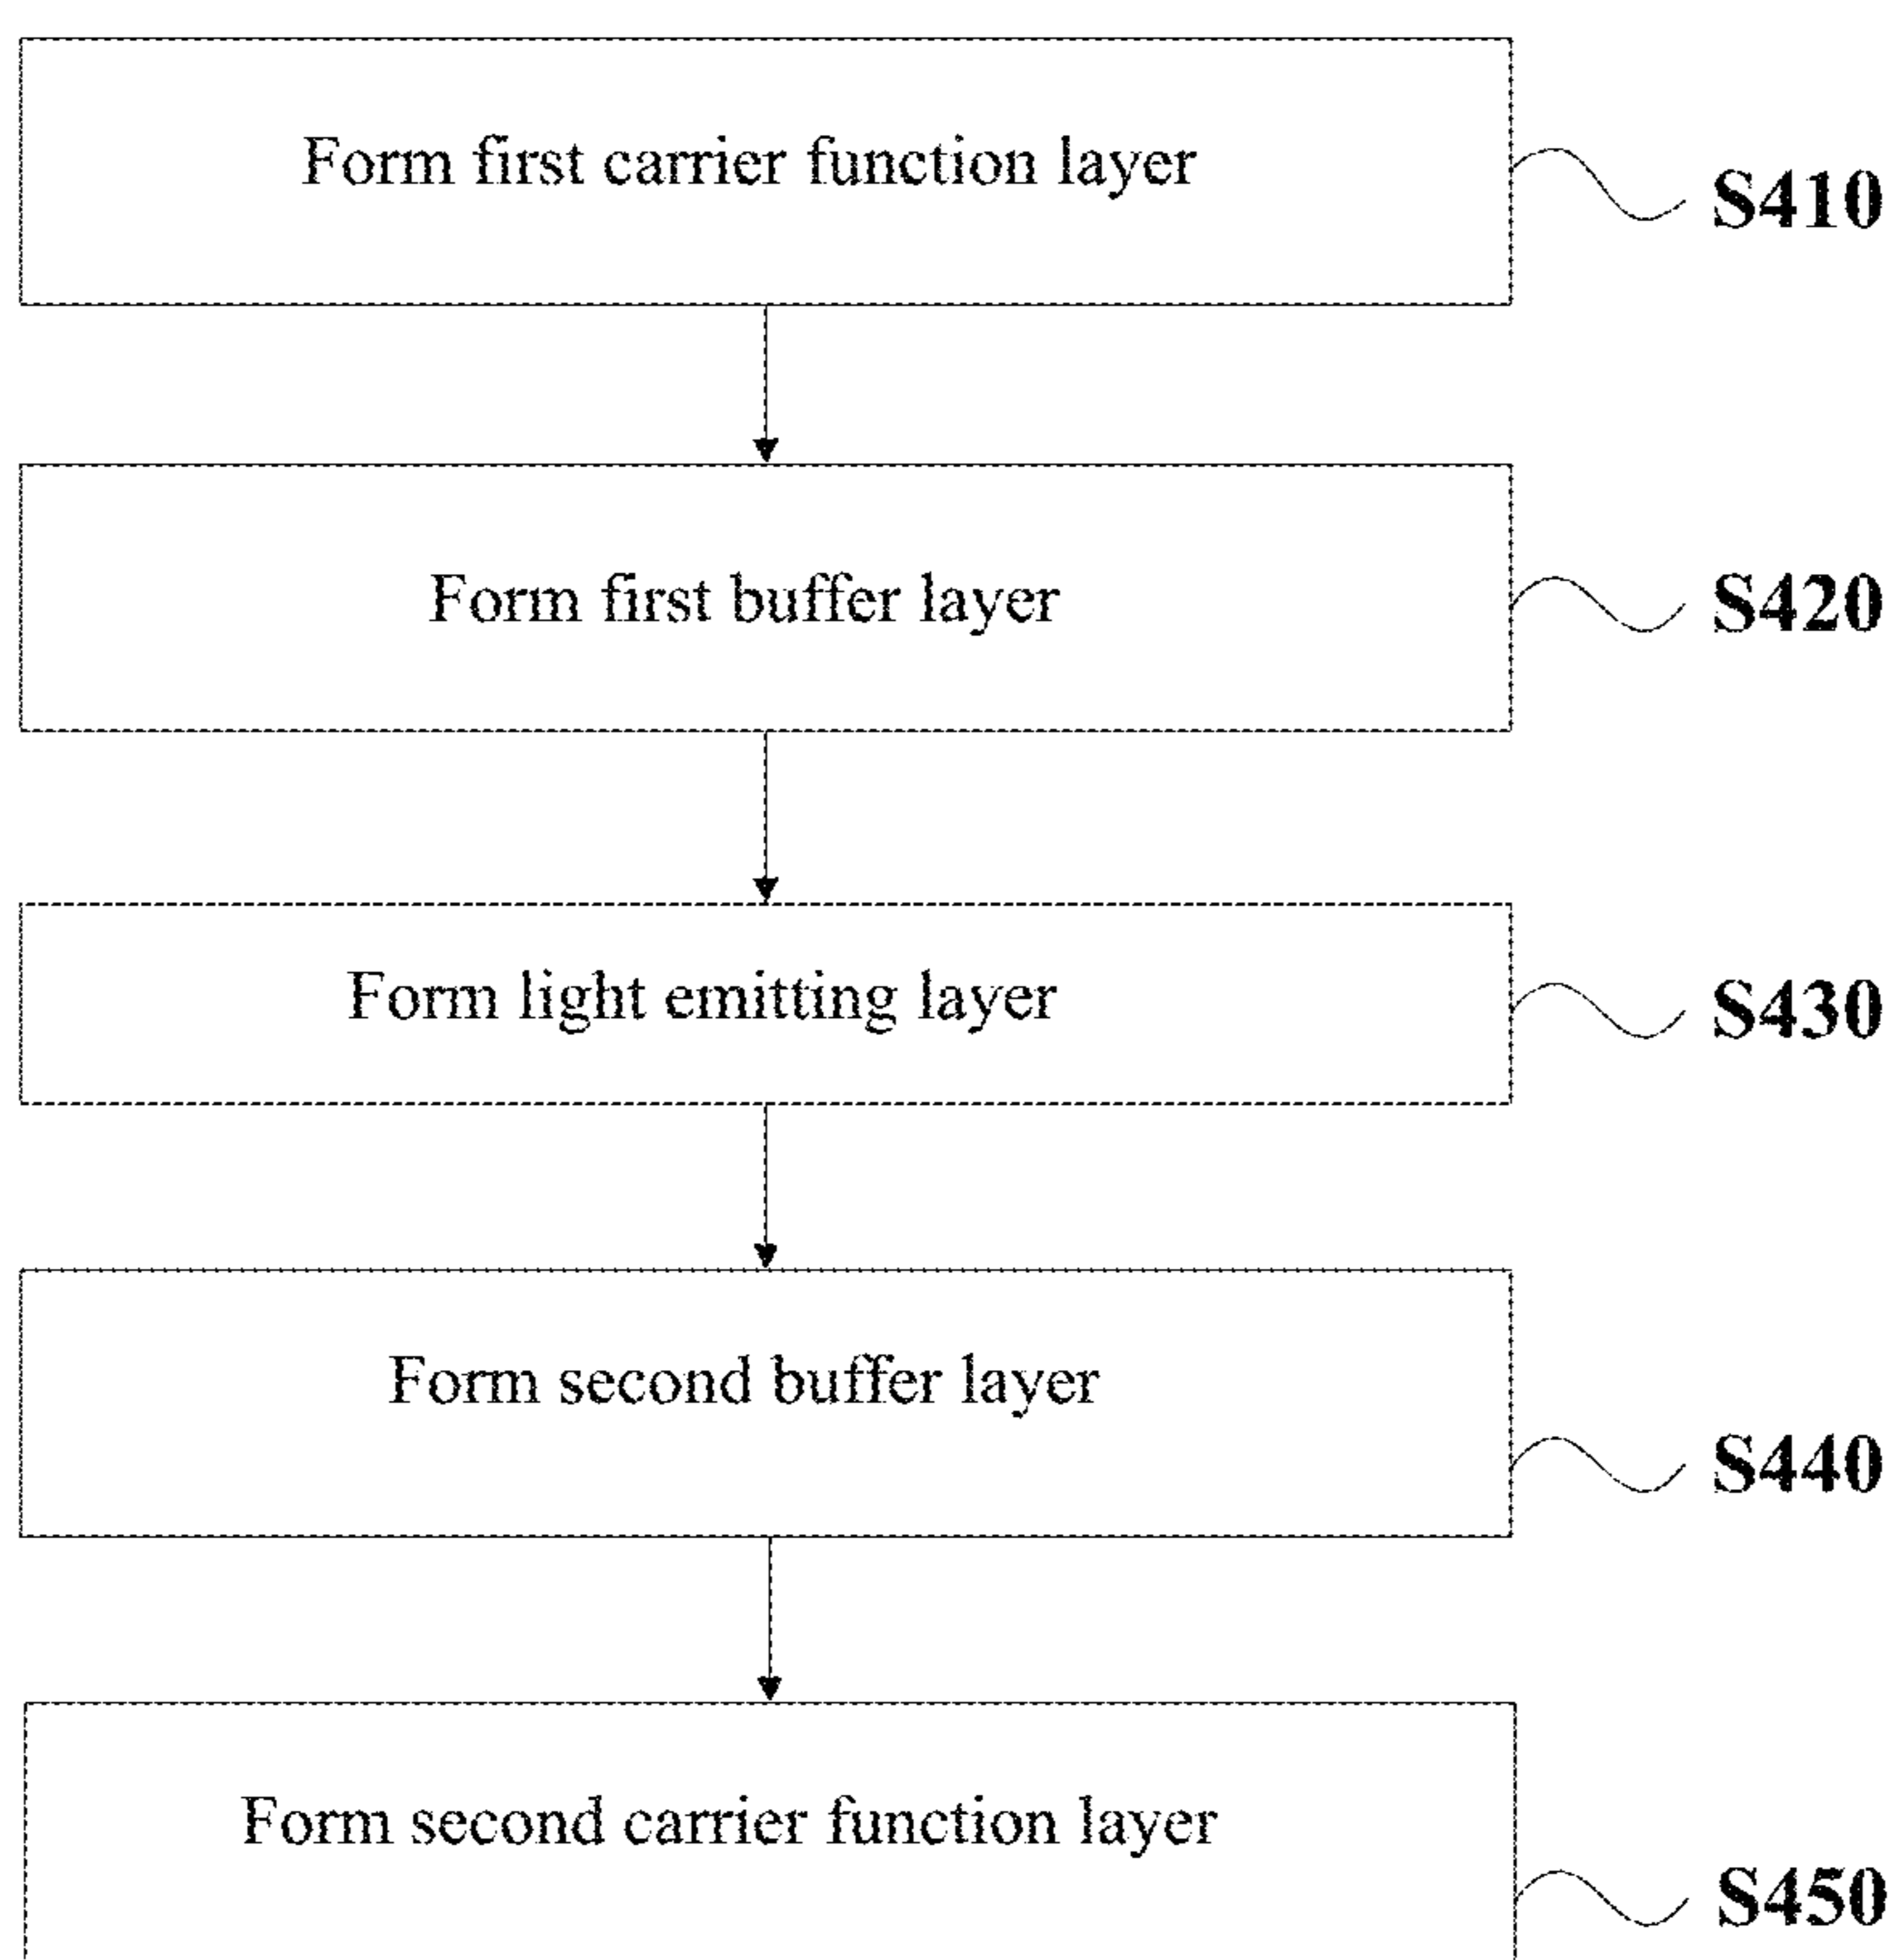 Form first carrier function layer
S410
Form first buffer layer
S420
Form light emitting layer
S430
Form second buffer layer
S440
Form second carrier function layer
S450